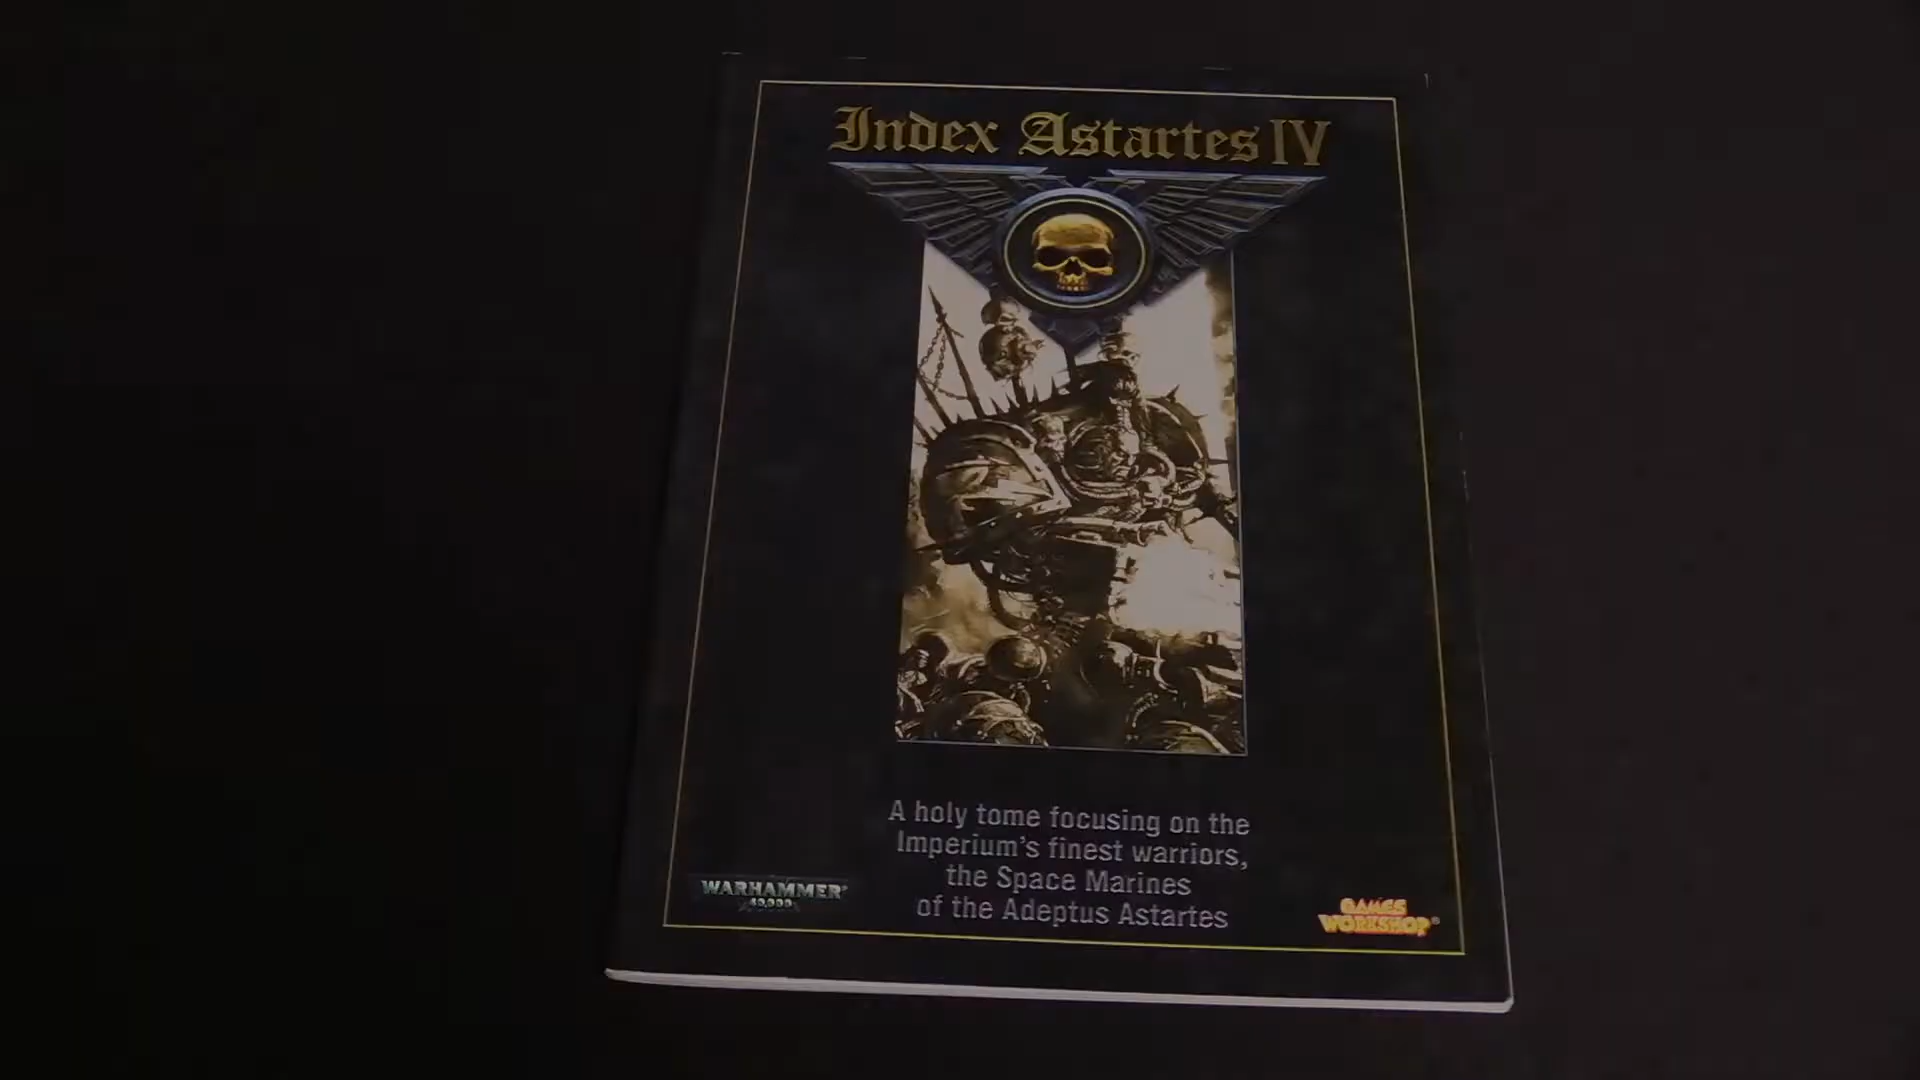 Index Astartes IV
A holy tome focusing on the
Imperium's finest warriors,
the Space Marines
of the Adeptus Astartes
WARHAMMER
40,000
GAMES
WORKSHOP®